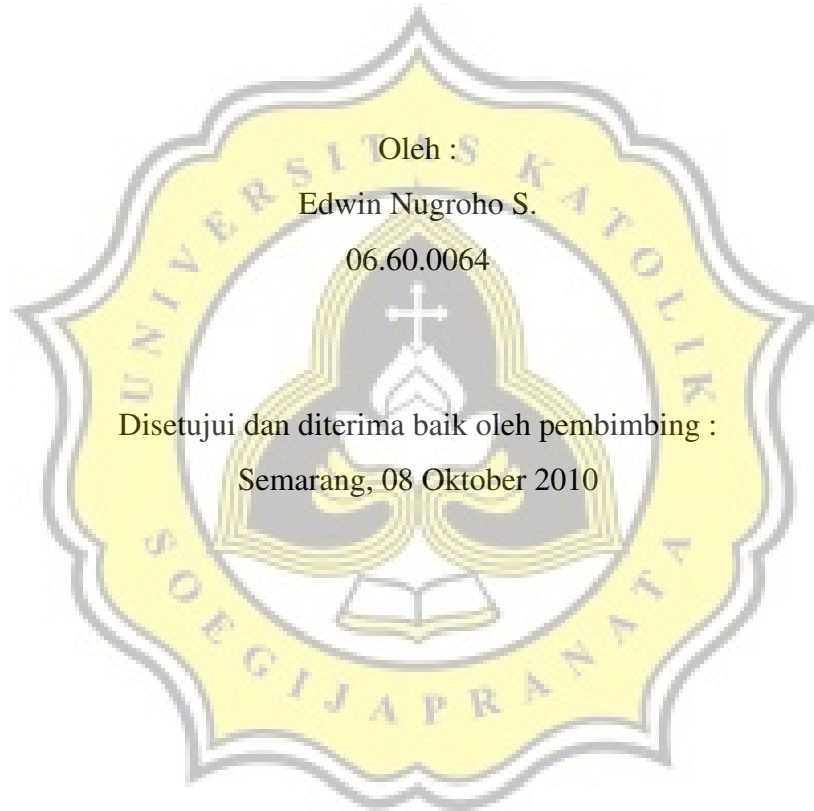 Oleh :
Edwin Nugroho S.
06.60.0064
Disetujui dan diterima baik oleh pembimbing :
Semarang, 08 Oktober 2010
UNIVERSITAS KATOLIK
SOEGIJAPRANATA